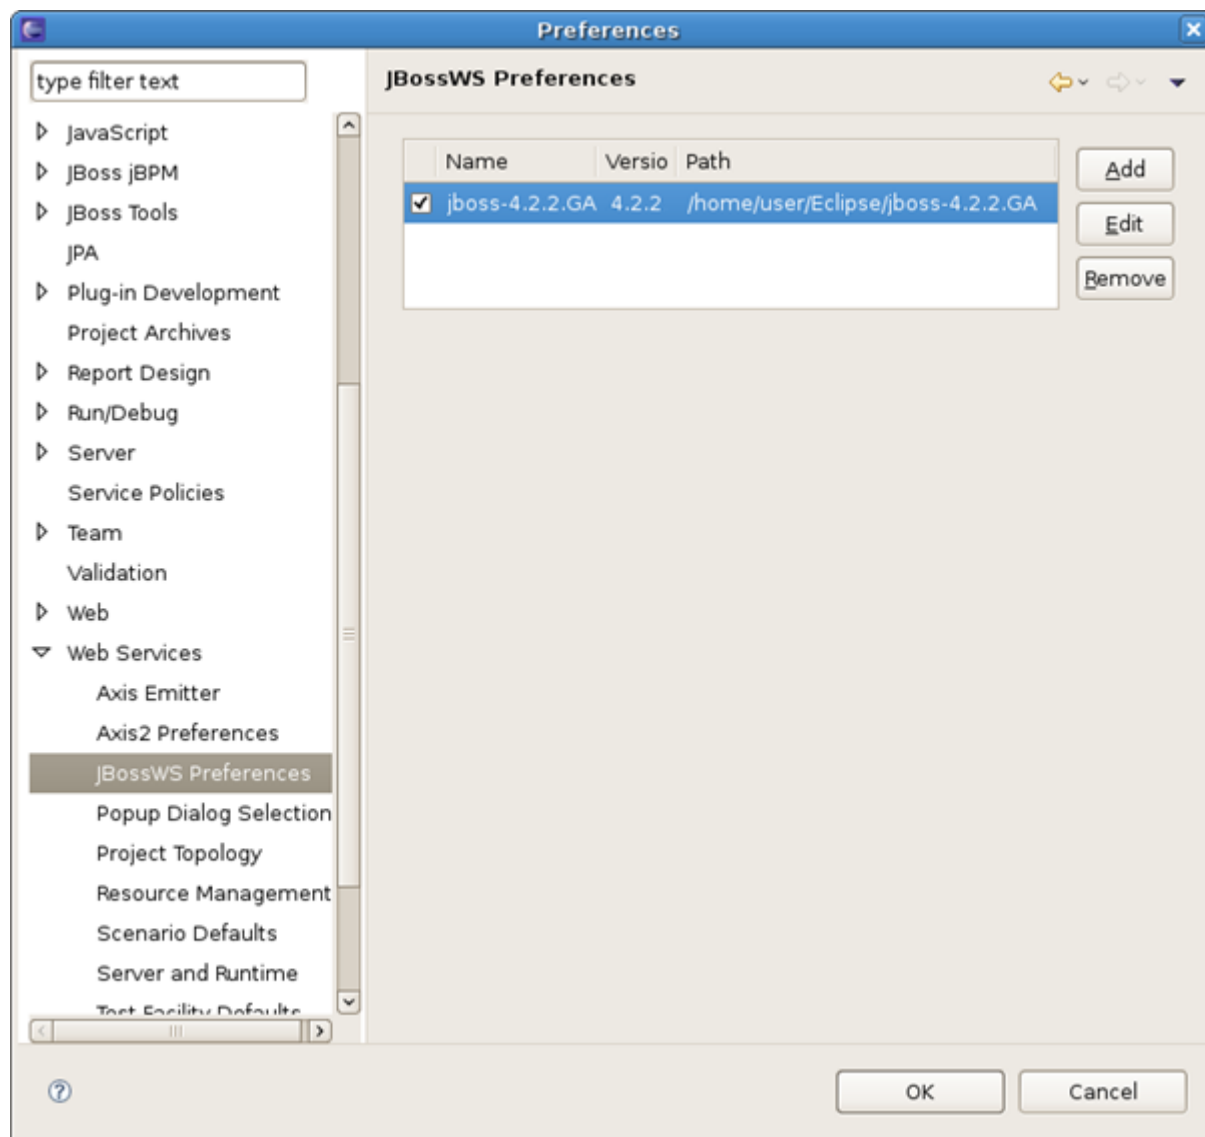 Preferences
type filter text
JavaScript
JBoss jBPM
JBoss Tools
JPA
Plug-in Development
Project Archives
Report Design
Run/Debug
Server
Service Policies
Team
Validation
Web
Web Services
Axis Emitter
Axis2 Preferences
JBossWS Preferences
Popup Dialog Selection
Project Topology
Resource Management
Scenario Defaults
Server and Runtime
Test Facility Defaults
JBossWS Preferences
Name Versio Path
jboss-4.2.2.GA 4.2.2 /home/user/Eclipse/jboss-4.2.2.GA
Add
Edit
Remove
OK Cancel